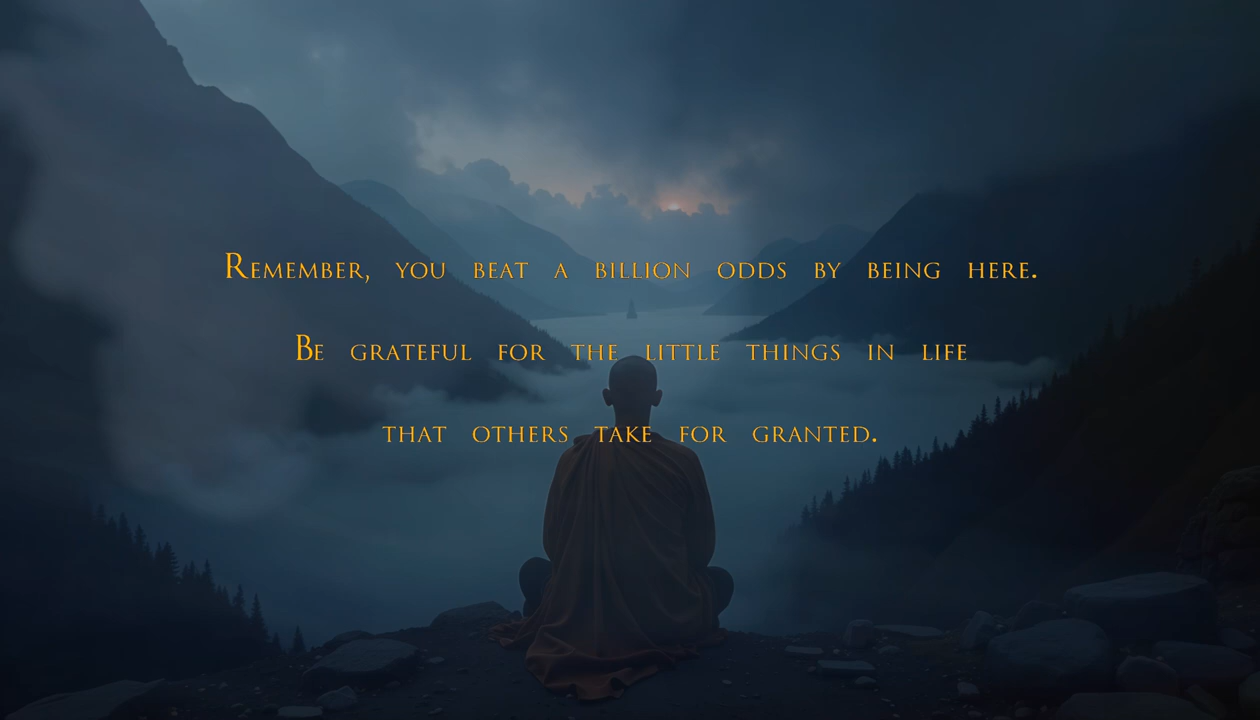 Remember, you beat a billion odds by being here.
Be grateful for the little things in life
that others take for granted.